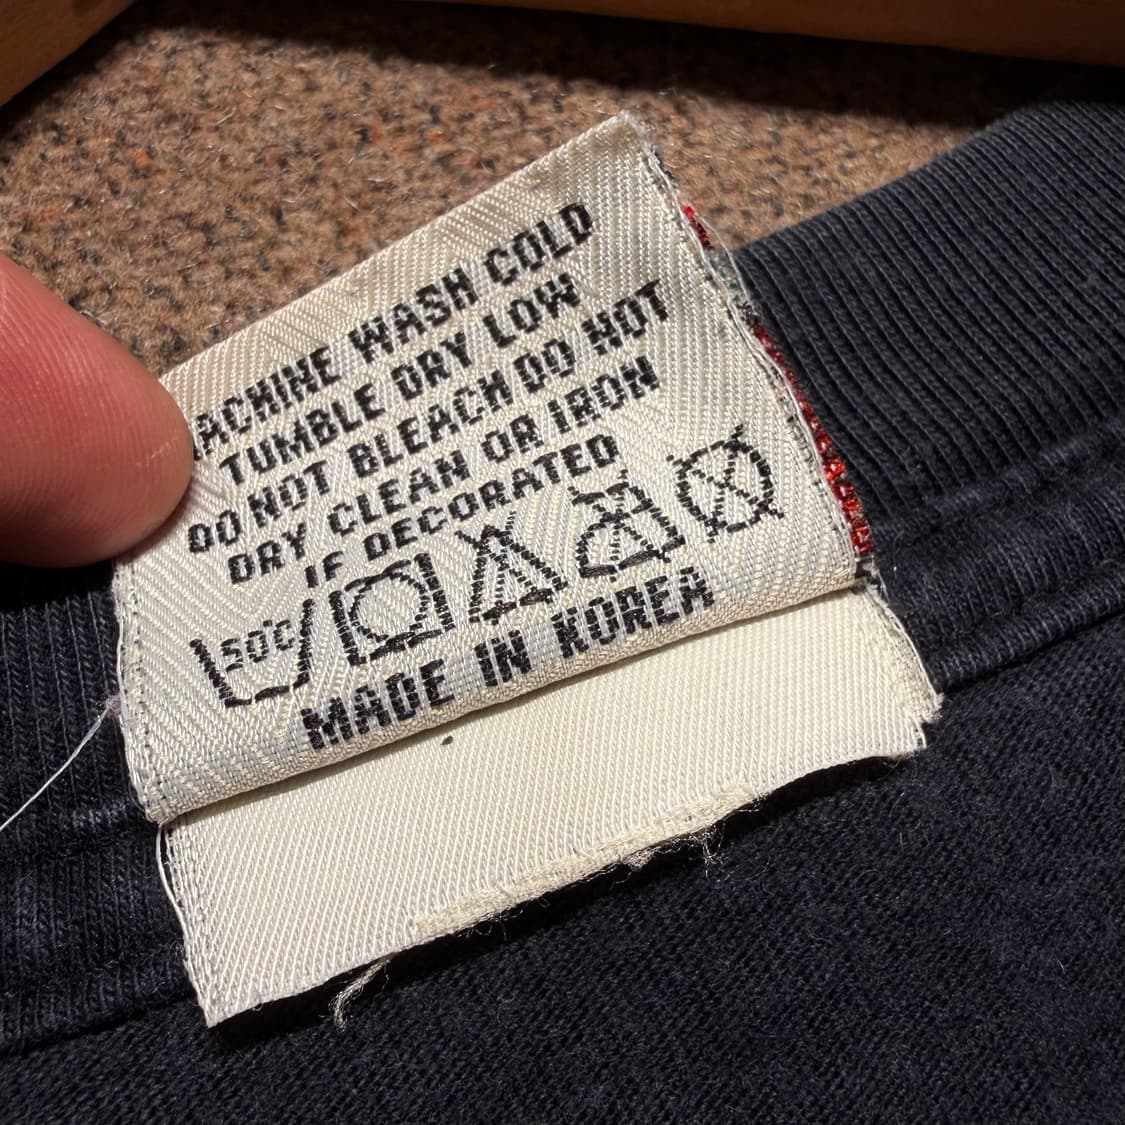 MACHINE WASH COLD
TUMBLE DRY LOW
DO NOT BLEACH DO NOT
DRY CLEAN OR IRON
IF DECORATED
50°C
MADE IN KOREA